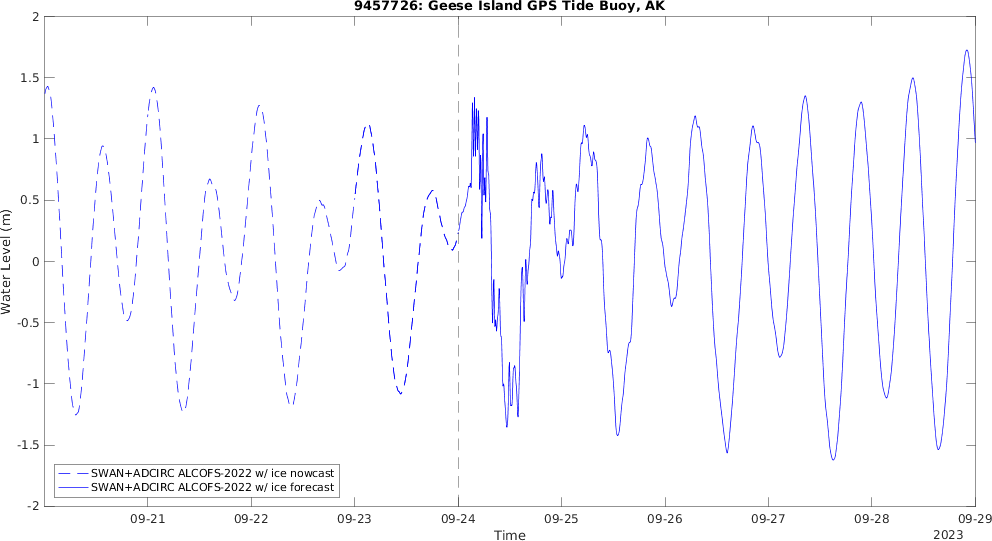 9457726: Geese Island GPS Tide Buoy, AK
2
1.5
1
0.5
0
-0.5
-1
-1.5
-2
Water Level (m)
SWAN+ADCIRC ALCOFS-2022 w/ ice nowcast
SWAN+ADCIRC ALCOFS-2022 w/ ice forecast
09-21 09-22 09-23 09-24 09-25 09-26 09-27 09-28 09-29
Time
2023